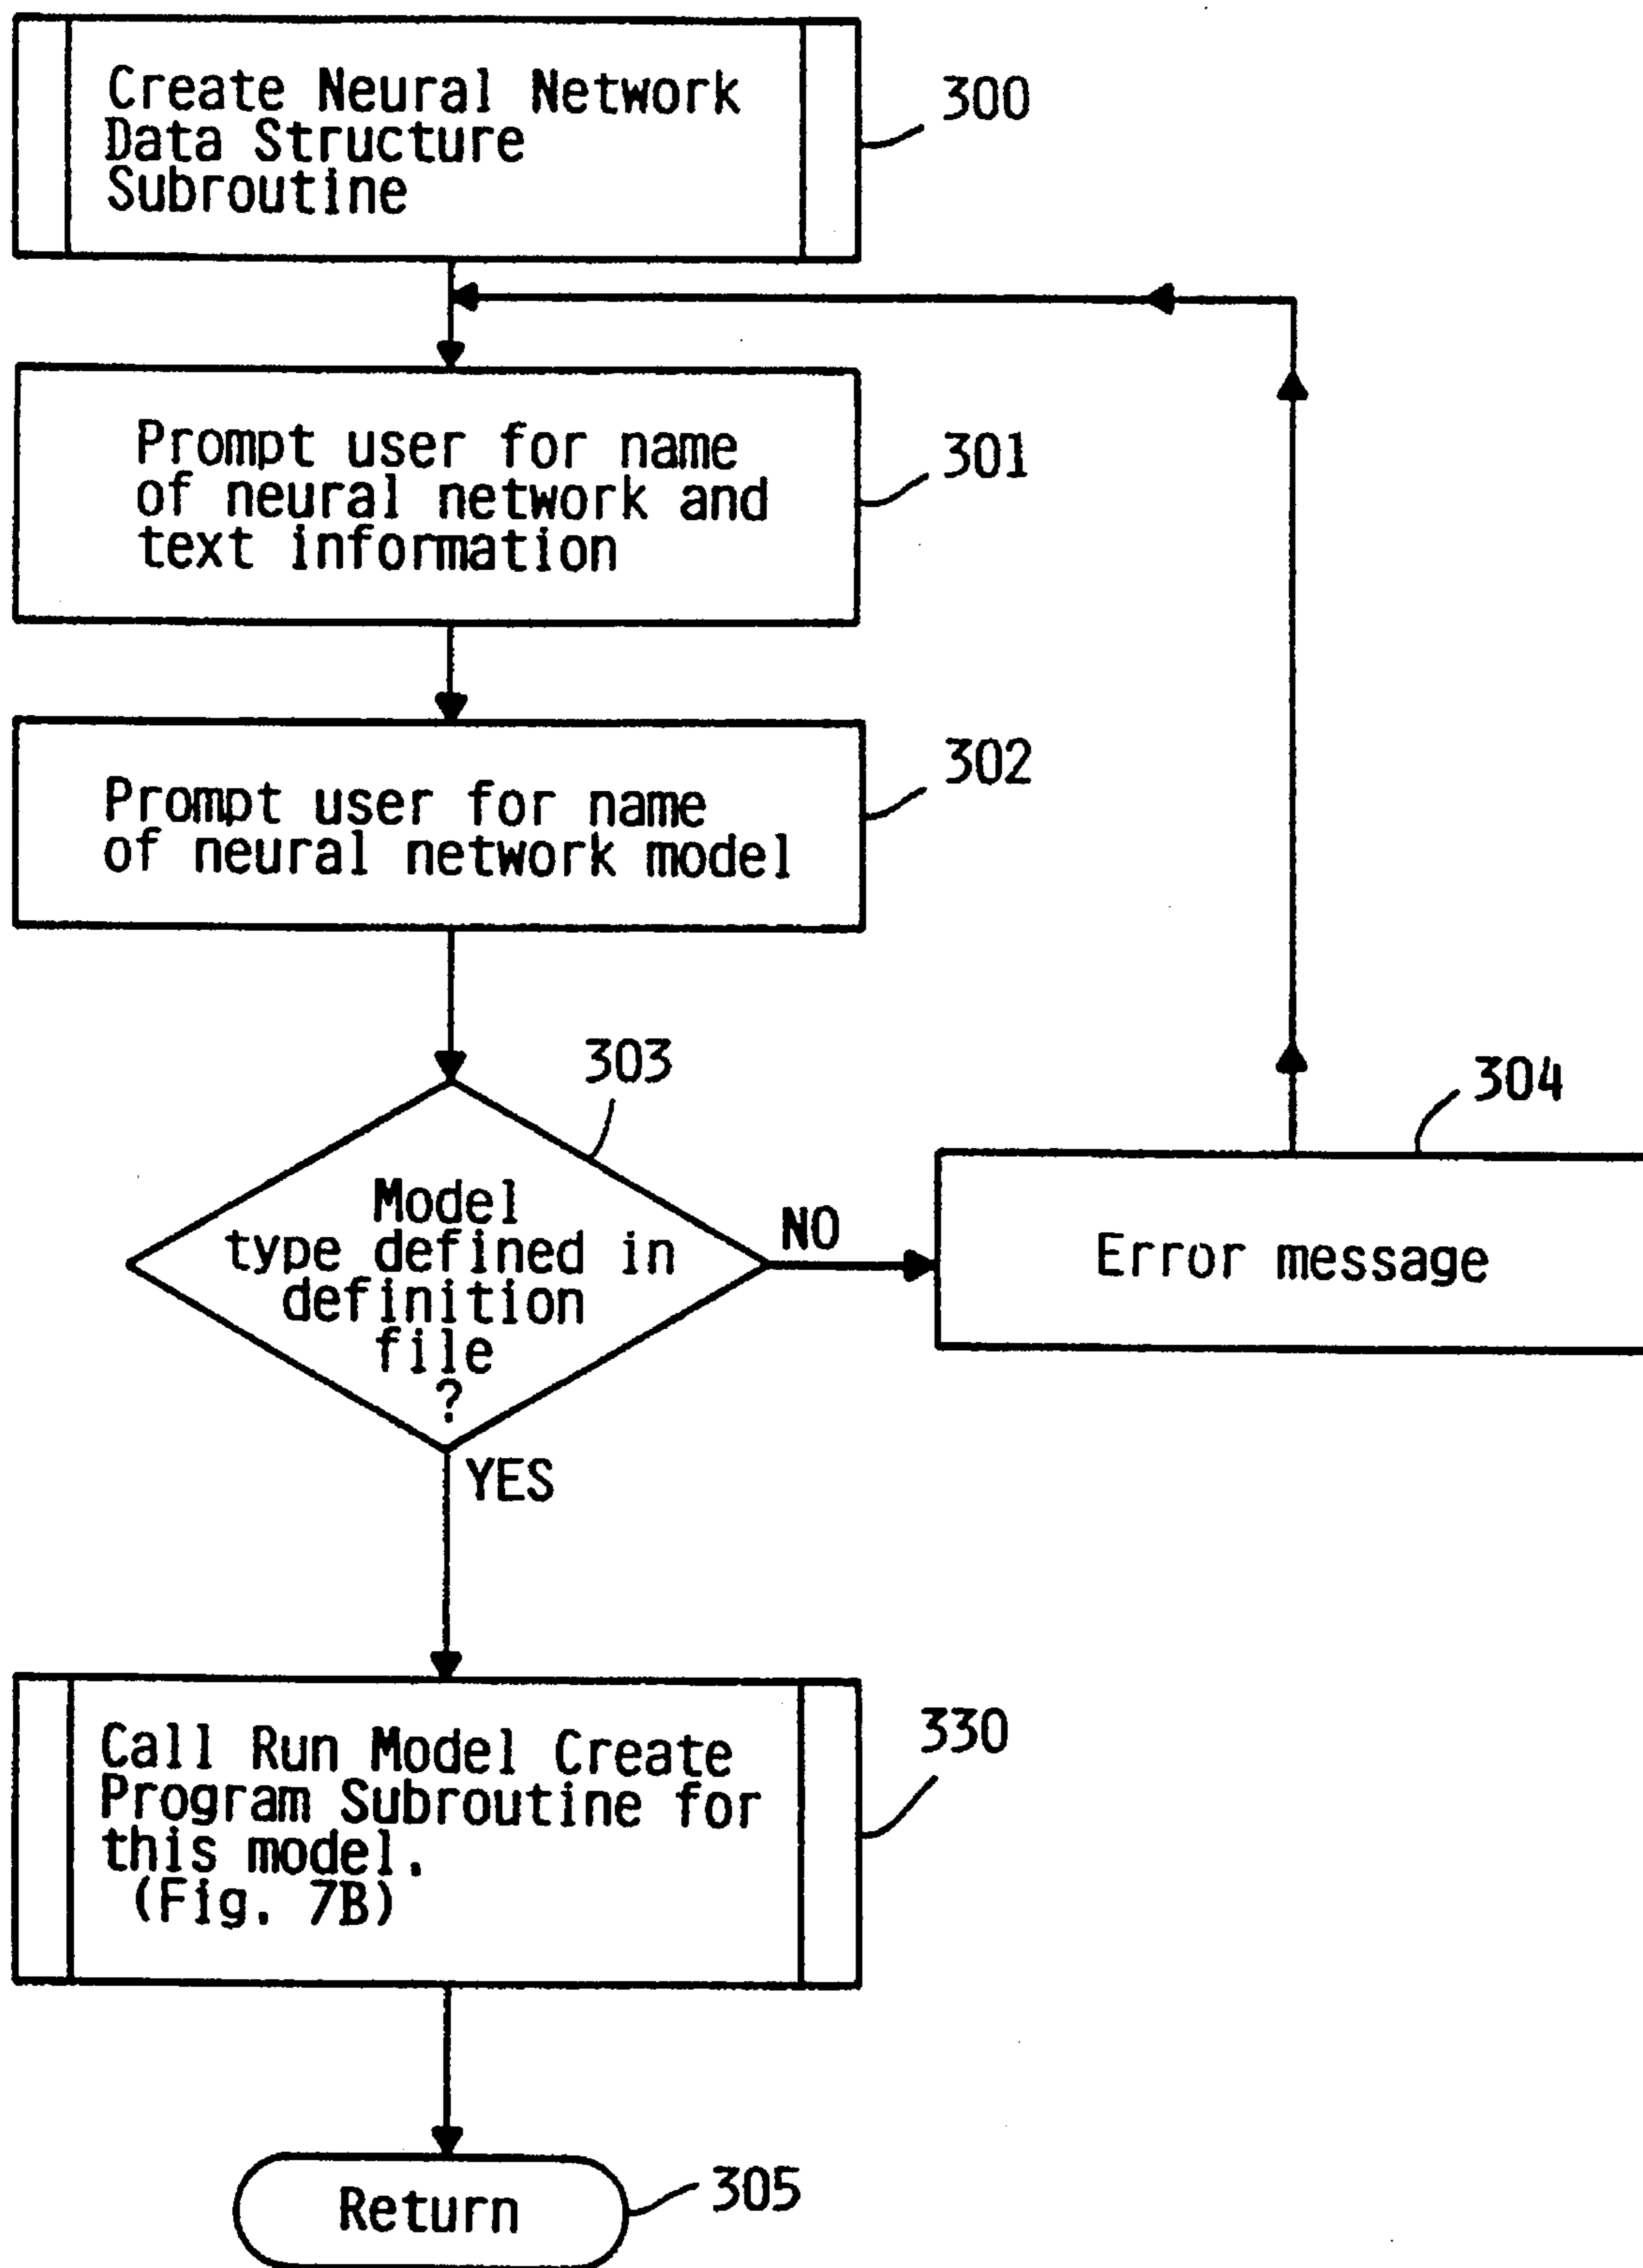 Create Neural Network
Data Structure
Subroutine
300
Prompt user for name
of neural network and
text information
301
Prompt user for name
of neural network model
302
303
Model
type defined in
definition
file
?
NO
304
Error message
YES
Call Run Model Create
Program Subroutine for
this model.
(Fig. 7B)
330
Return
305